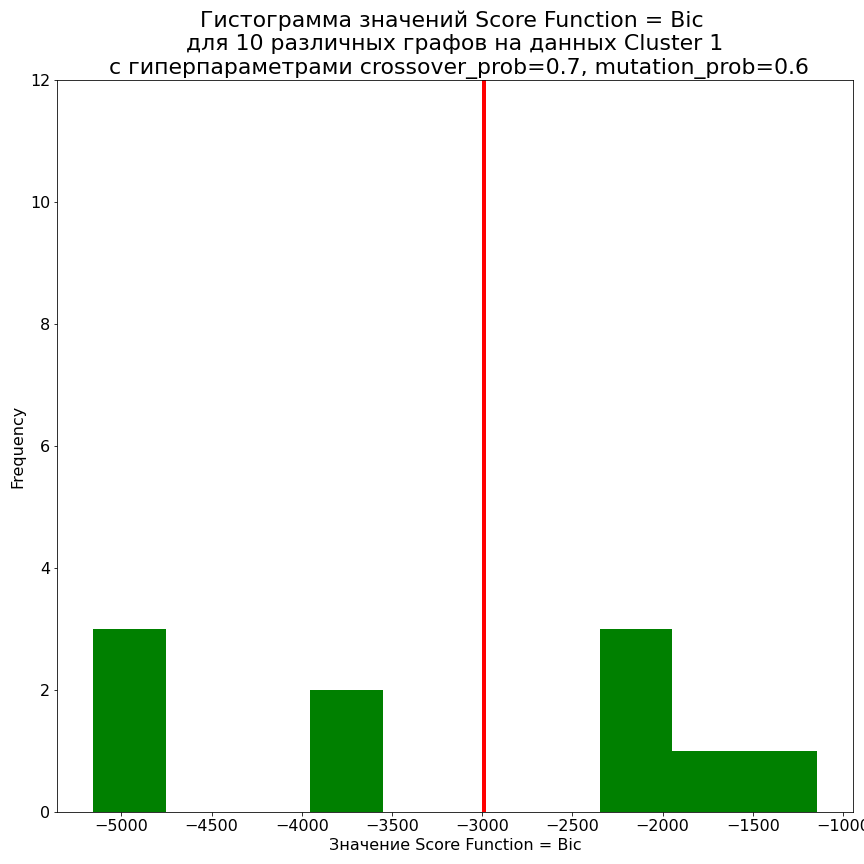 Гистограмма значений Score Function = Bic
для 10 различных графов на данных Cluster 1
с гиперпараметрами crossover_prob=0.7, mutation_prob=0.6
12
10
8
6
4
2
0
Frequency
−5000 −4500 −4000 −3500 −3000 −2500 −2000 −1500 −1000
Значение Score Function = Bic